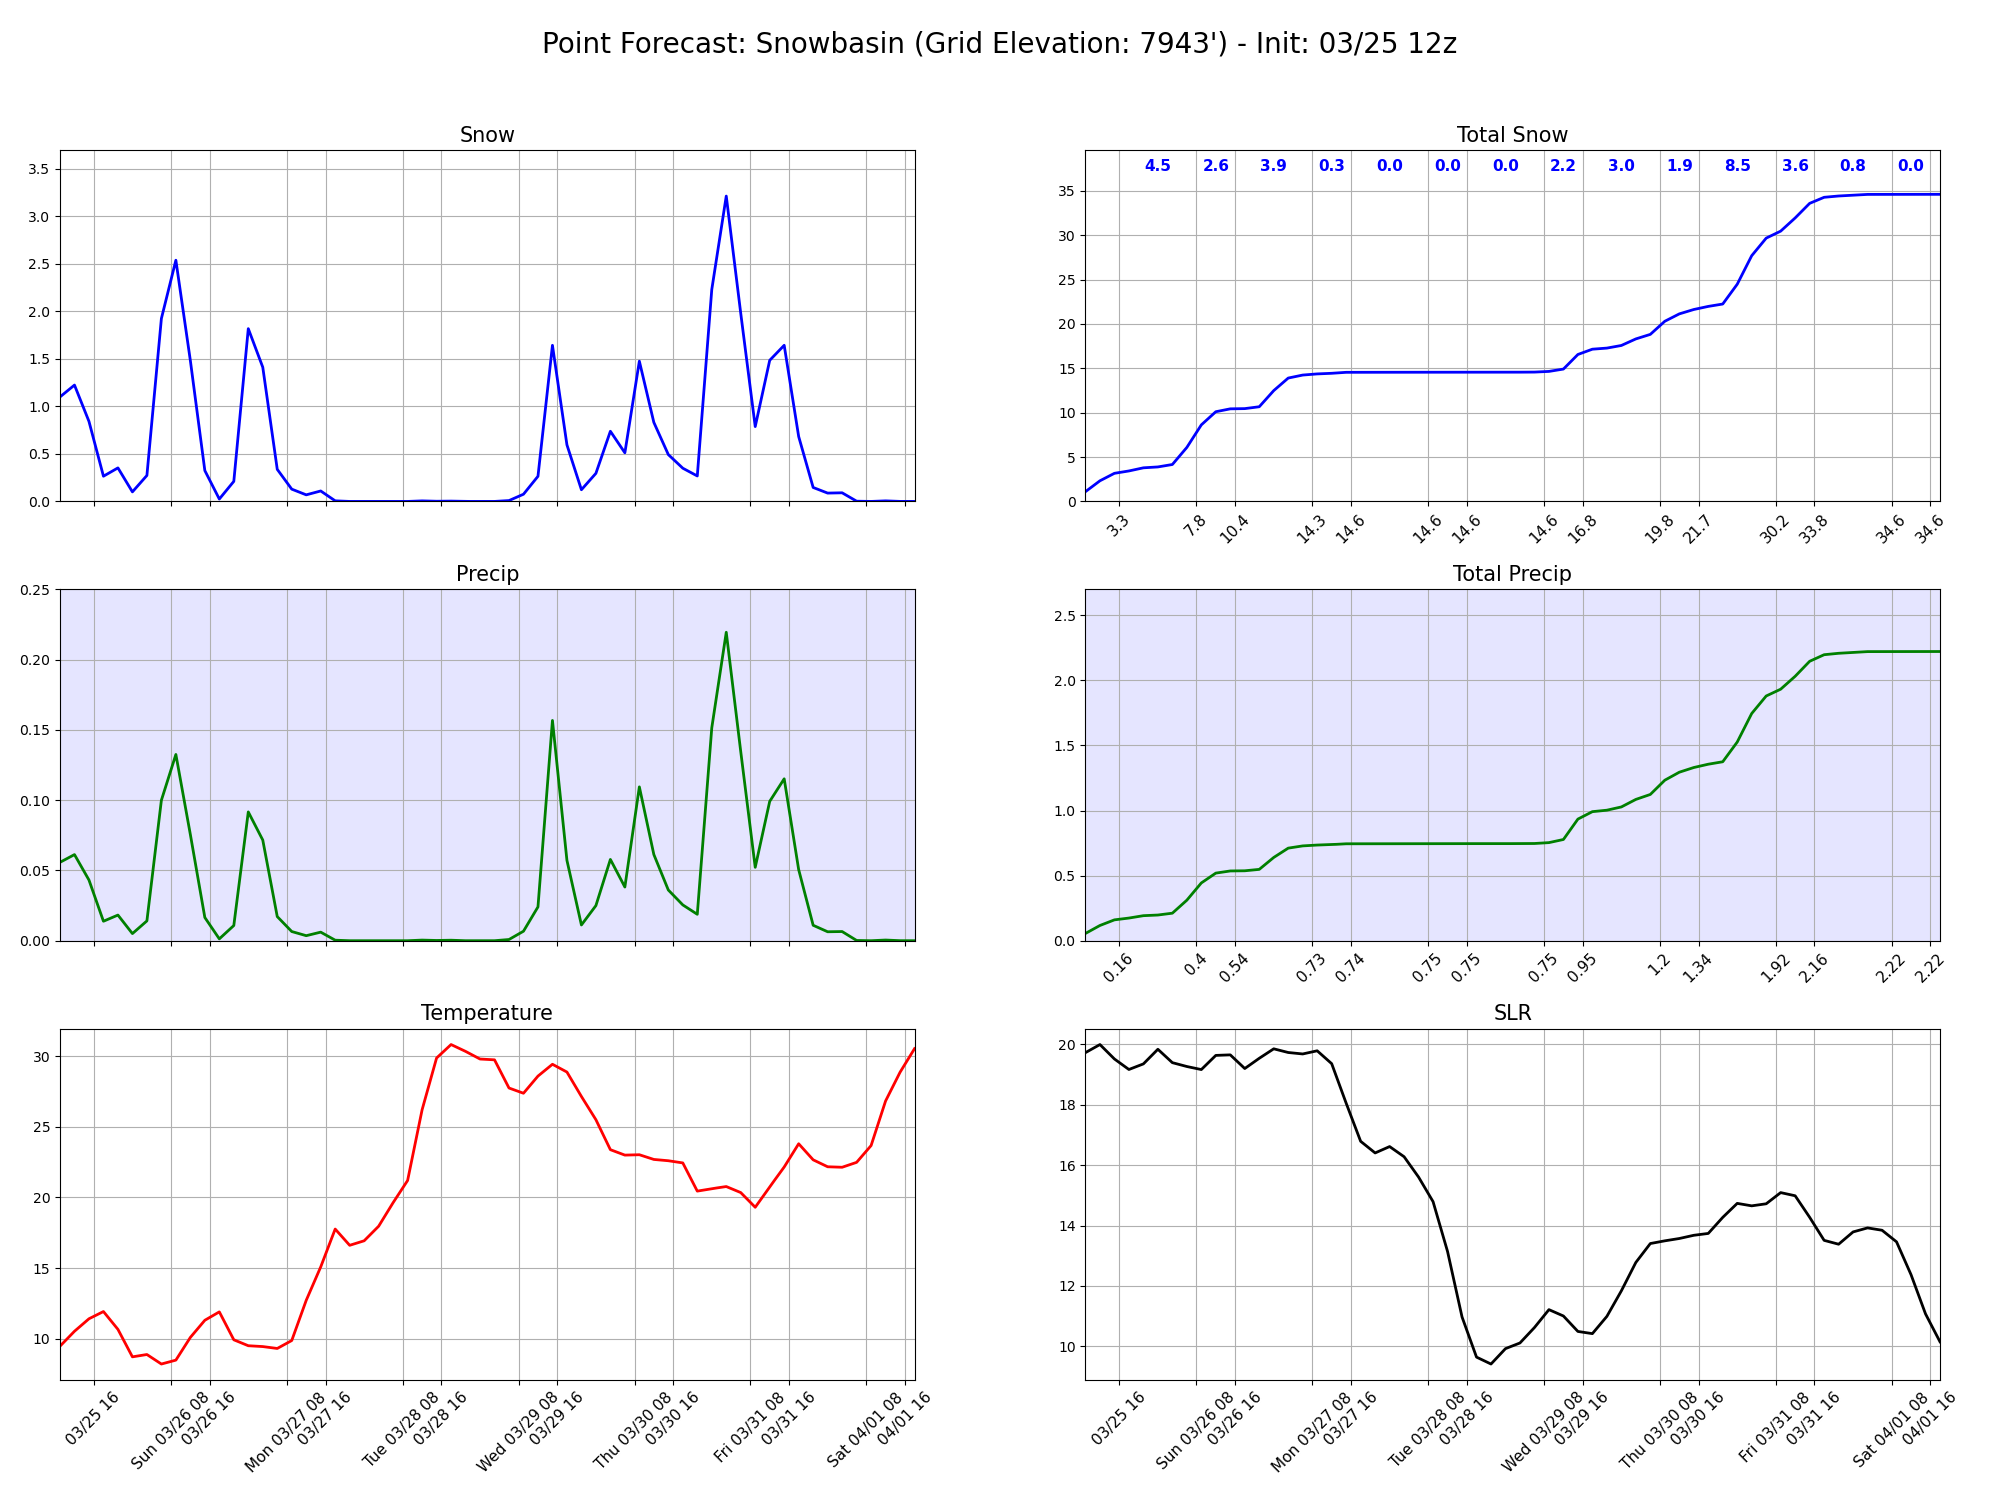 Point Forecast: Snowbasin (Grid Elevation: 7943') - Init: 03/25 12z
Snow
3.5
3.0
2.5
2.0
1.5
1.0
0.5
0.0
Total Snow
4.5 2.6 3.9 0.3 0.0 0.0 0.0 2.2 3.0 1.9 8.5 3.6 0.8 0.0
35
30
25
20
15
10
5
0
3.3 7.8 10.4 14.3 14.6 14.6 14.6 14.6 16.8 19.8 21.7 30.2 33.8 34.6 34.6
Precip
0.25
0.20
0.15
0.10
0.05
0.00
Total Precip
2.5
2.0
1.5
1.0
0.5
0.0
0.16 0.4 0.54 0.73 0.74 0.75 0.75 0.75 0.95 1.2 1.34 1.92 2.16 2.22 2.22
Temperature
30
25
20
15
10
03/25 16
Sun 03/26 08
03/26 16
Mon 03/27 08
03/27 16
Tue 03/28 08
03/28 16
Wed 03/29 08
03/29 16
Thu 03/30 08
03/30 16
Fri 03/31 08
03/31 16
Sat 04/01 08
04/01 16
SLR
20
18
16
14
12
10
03/25 16
Sun 03/26 08
03/26 16
Mon 03/27 08
03/27 16
Tue 03/28 08
03/28 16
Wed 03/29 08
03/29 16
Thu 03/30 08
03/30 16
Fri 03/31 08
03/31 16
Sat 04/01 08
04/01 16